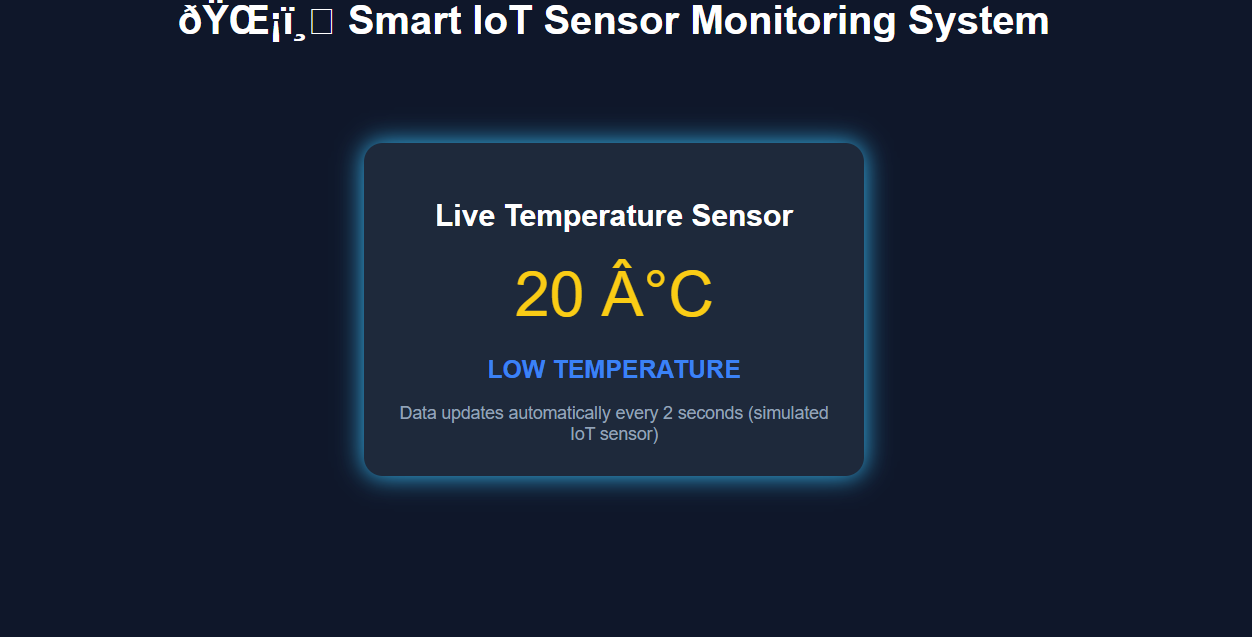 🌡ï¸□ Smart IoT Sensor Monitoring System
Live Temperature Sensor
20 °C
LOW TEMPERATURE
Data updates automatically every 2 seconds (simulated
IoT sensor)